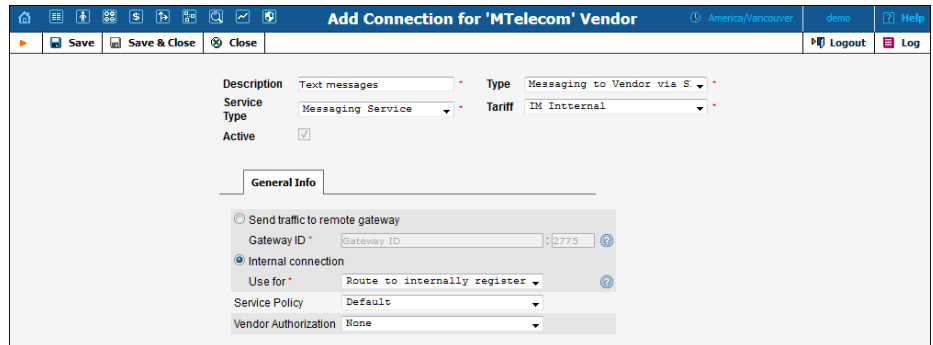 Add Connection for 'MTelecom' Vendor America/Vancouver demo ? Help
Save Save & Close Close Logout Log
Description Text messages * Type Messaging to Vendor via S *
Service Type Messaging Service * Tariff IM Intternal *
Active
General Info
Send traffic to remote gateway
Gateway ID * Gateway ID : 2775 ?
Internal connection
Use for * Route to internally register ?
Service Policy Default
Vendor Authorization None